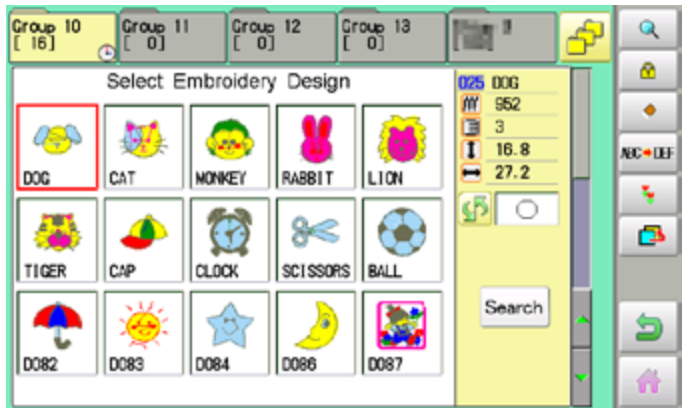 Group 10
[ 16]
Group 11
[ 0]
Group 12
[ 0]
Group 13
[ 0]
Select Embroidery Design
025 DOG
952
3
16.8
27.2
DOG
CAT
MONKEY
RABBIT
LION
TIGER
CAP
CLOCK
SCISSORS
BALL
D082
D083
D084
D086
D087
Search
ABC DEF